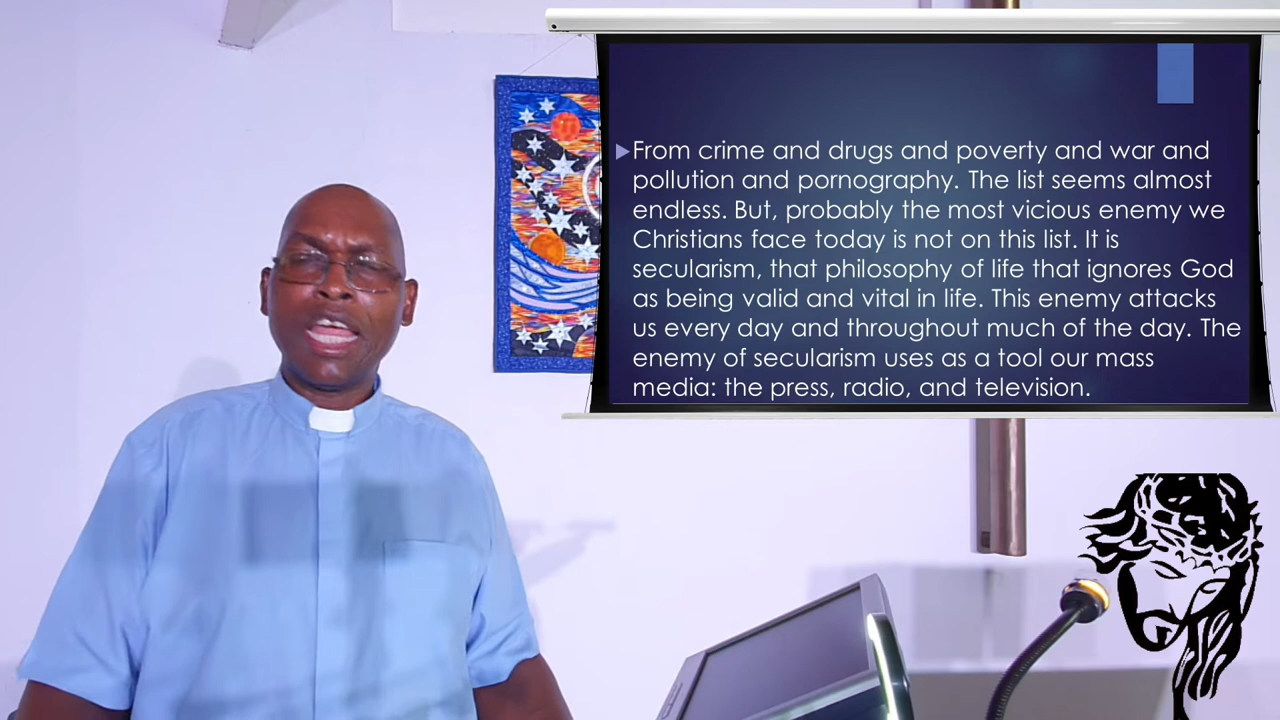 From crime and drugs and poverty and war and
pollution and pornography. The list seems almost
endless. But, probably the most vicious enemy we
Christians face today is not on this list. It is
secularism, that philosophy of life that ignores God
as being valid and vital in life. This enemy attacks
us every day and throughout much of the day. The
enemy of secularism uses as a tool our mass
media: the press, radio, and television.